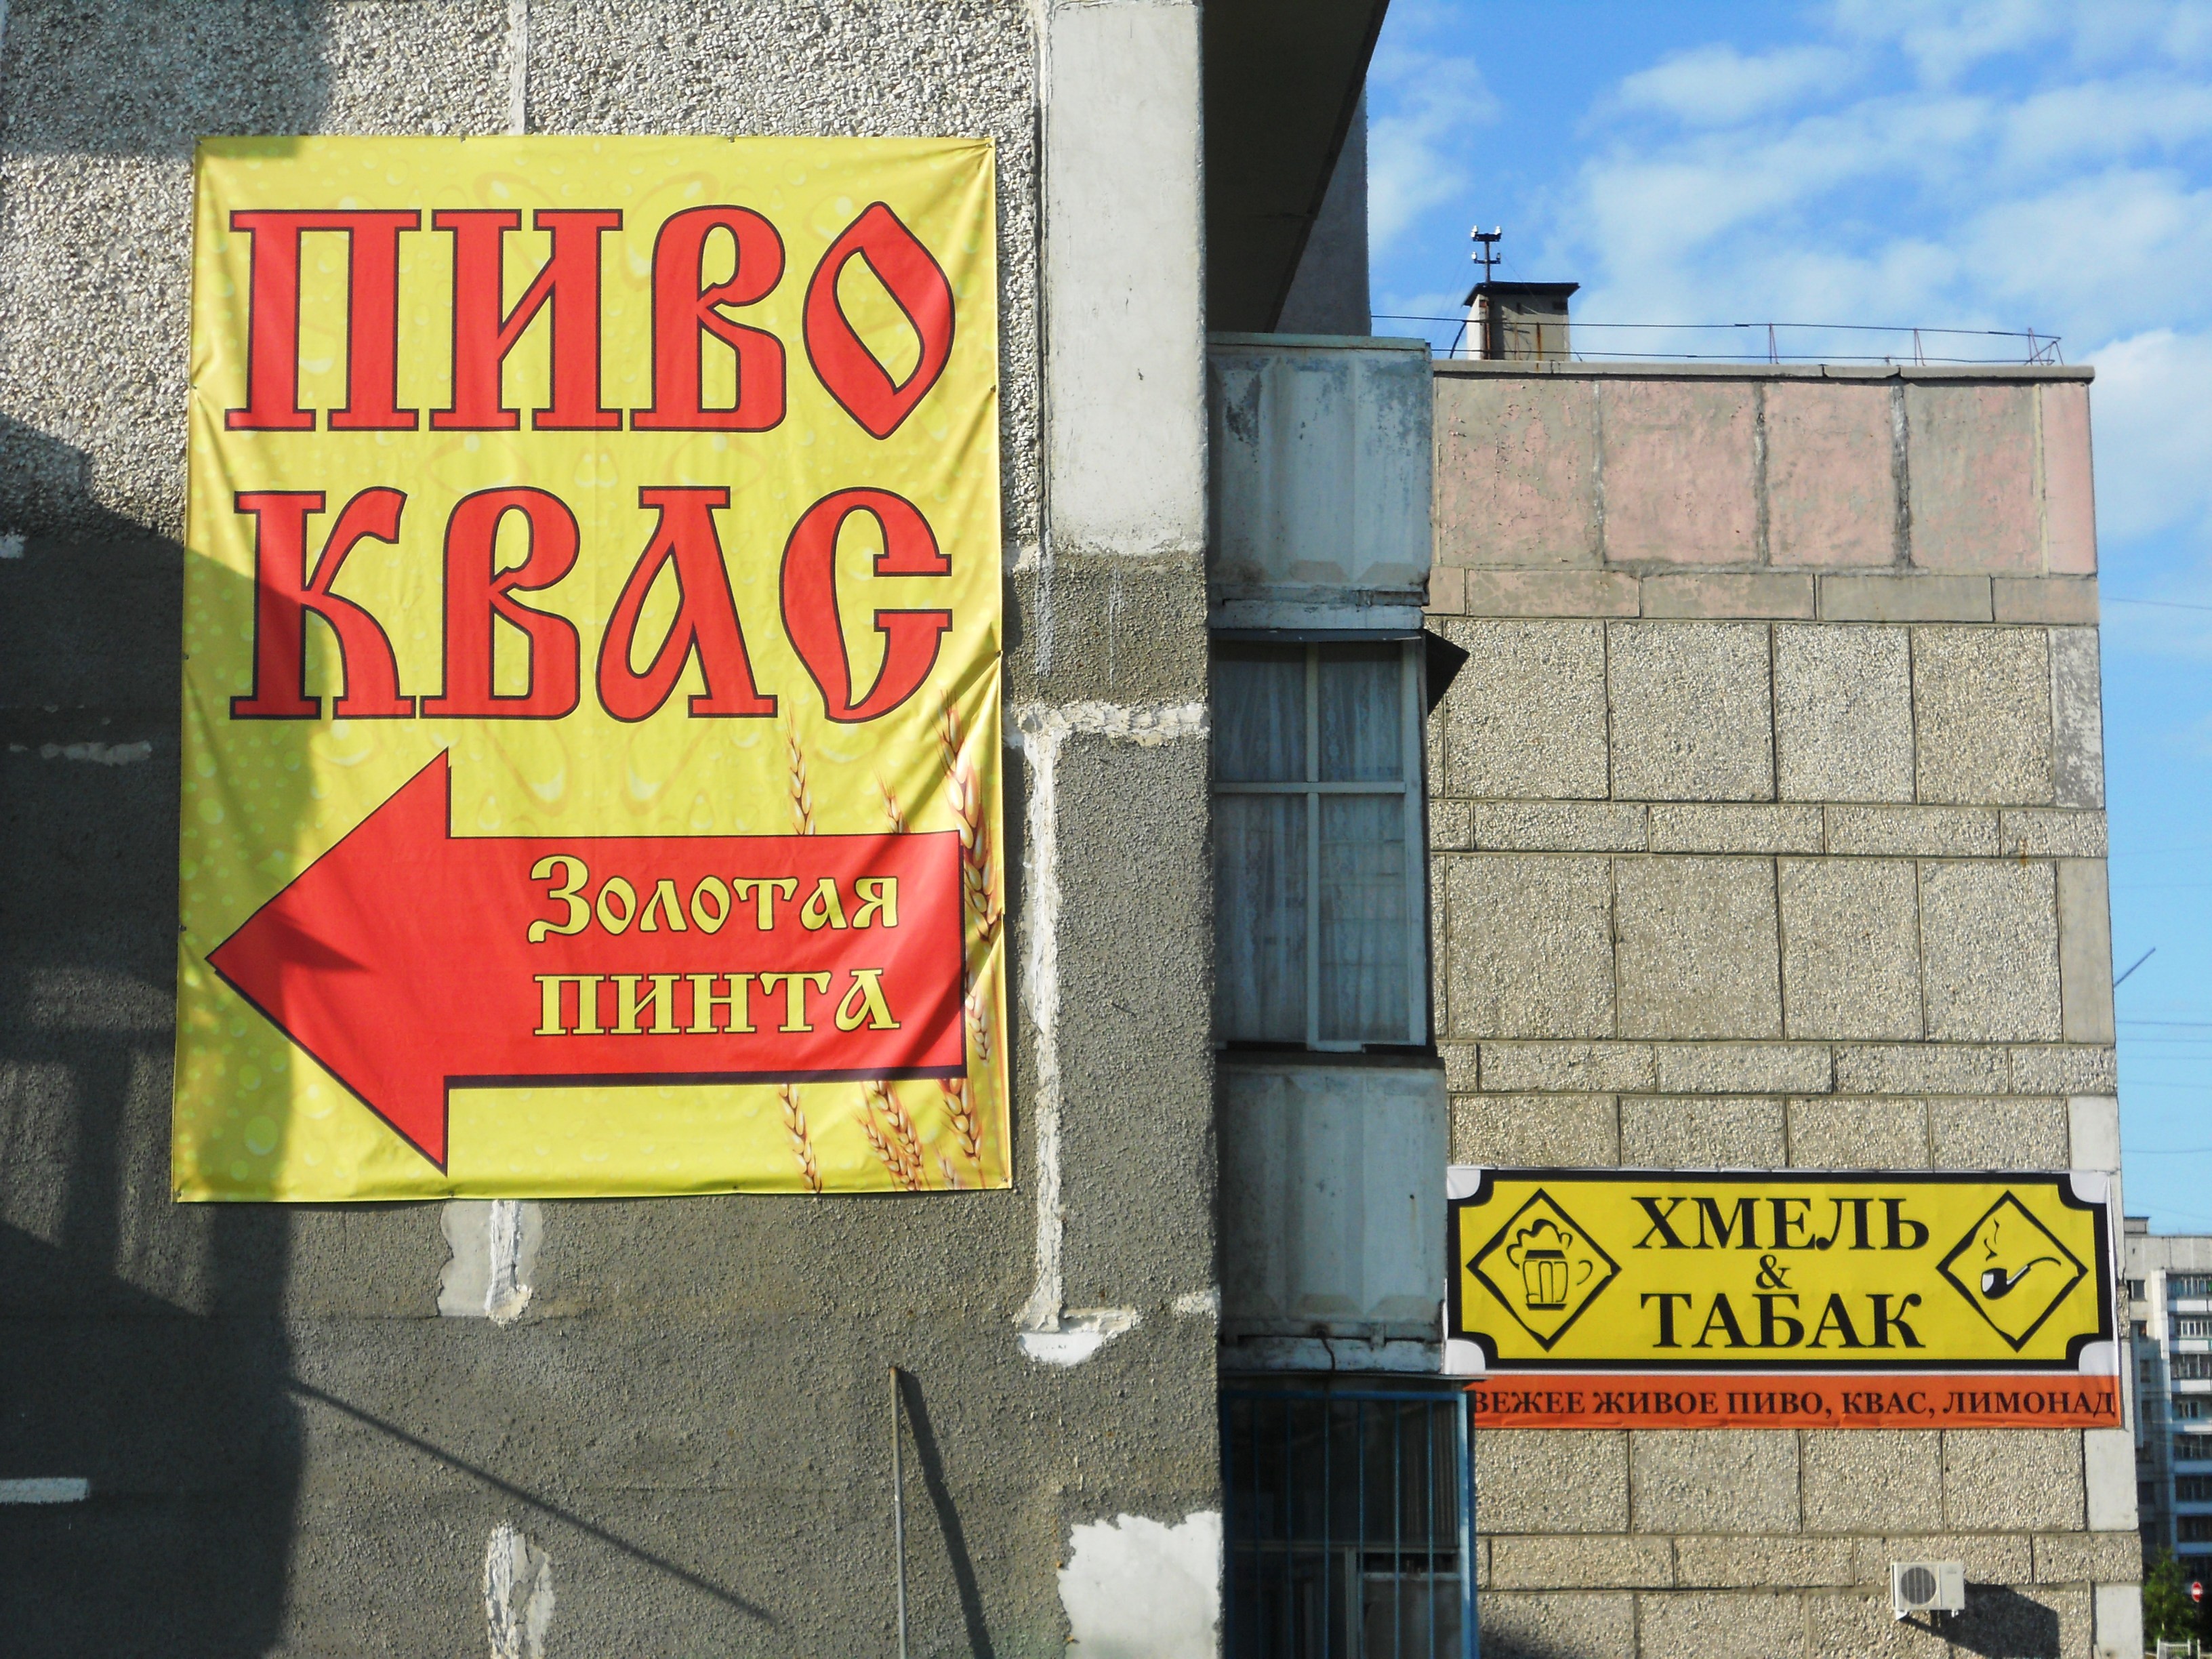 ПИВО
КВАС
Золотая
пинта
ХМЕЛЬ
&
ТАБАК
ВЕЖЕЕ ЖИВОЕ ПИВО, КВАС, ЛИМОНАД